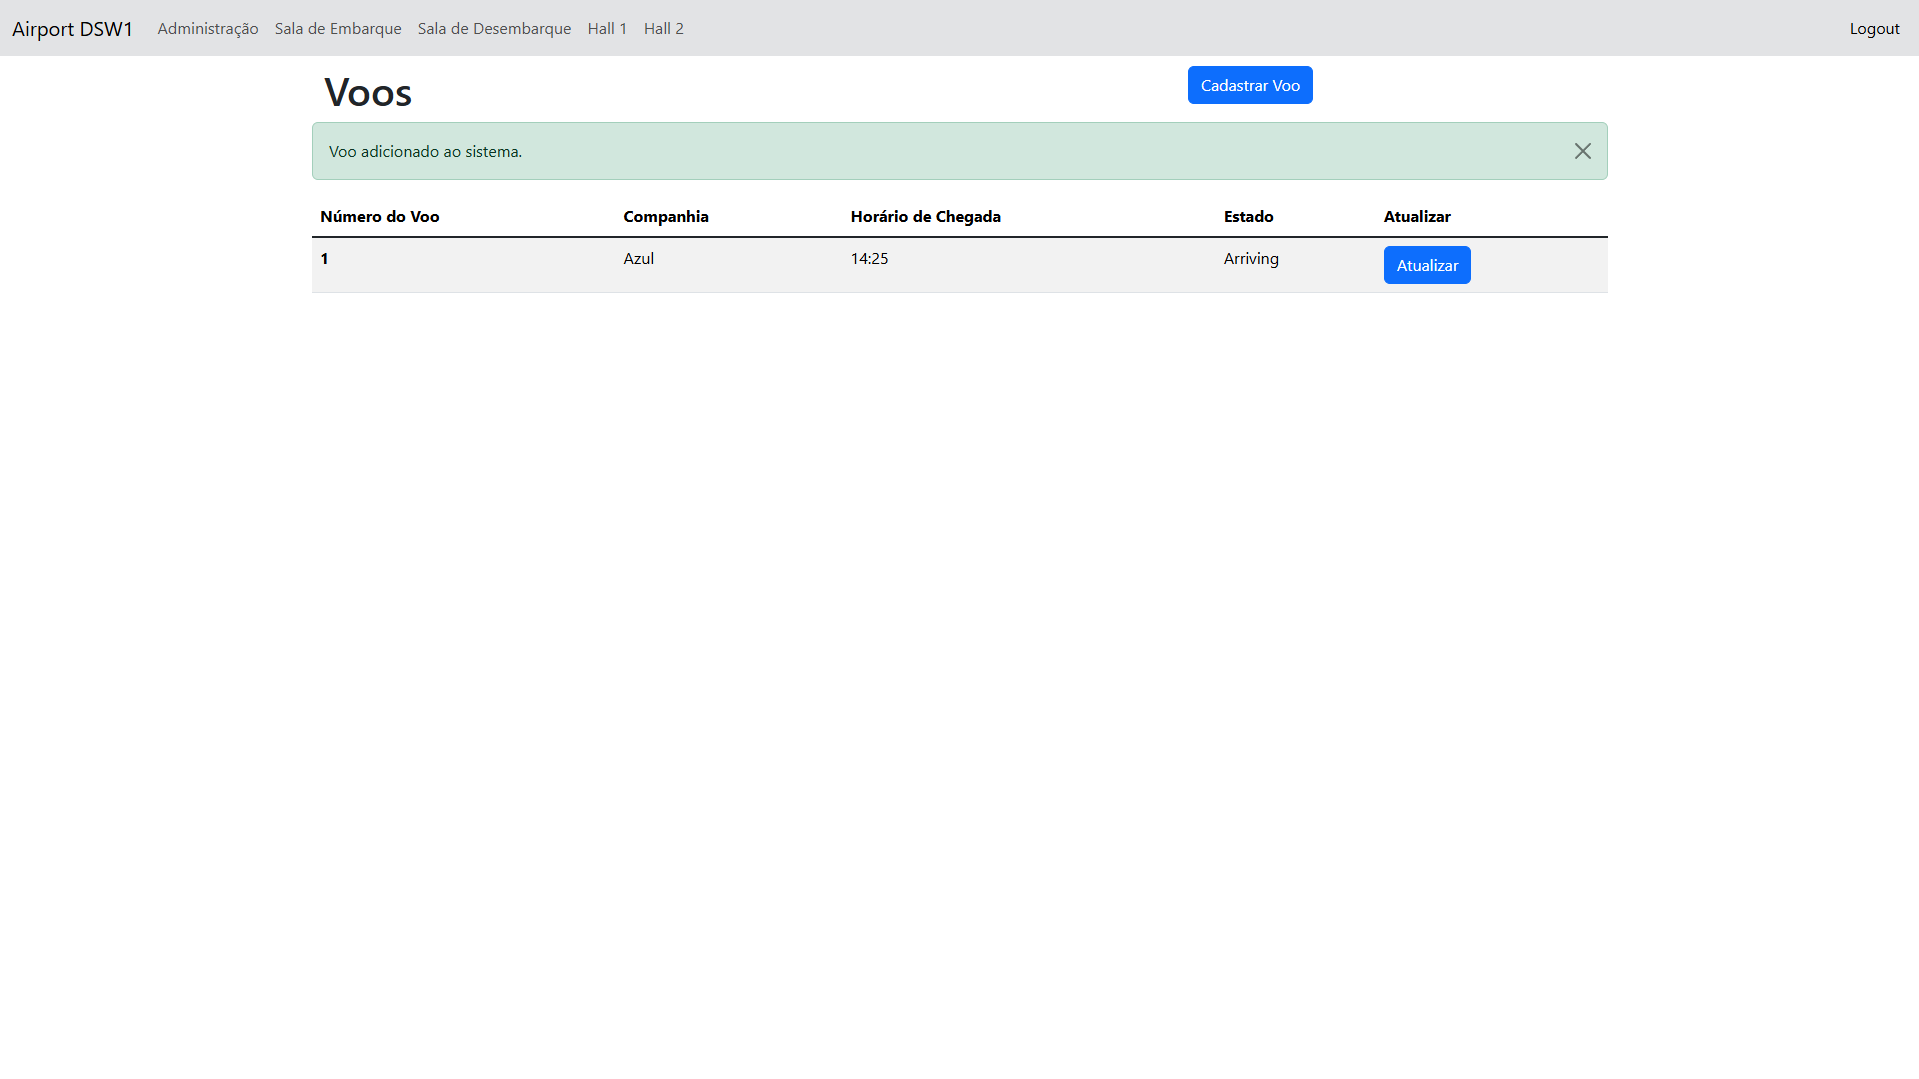 Airport DSW1 Administração Sala de Embarque Sala de Desembarque Hall 1 Hall 2 Logout
Voos Cadastrar Voo
Voo adicionado ao sistema.
Número do Voo Companhia Horário de Chegada Estado Atualizar
1 Azul 14:25 Arriving Atualizar